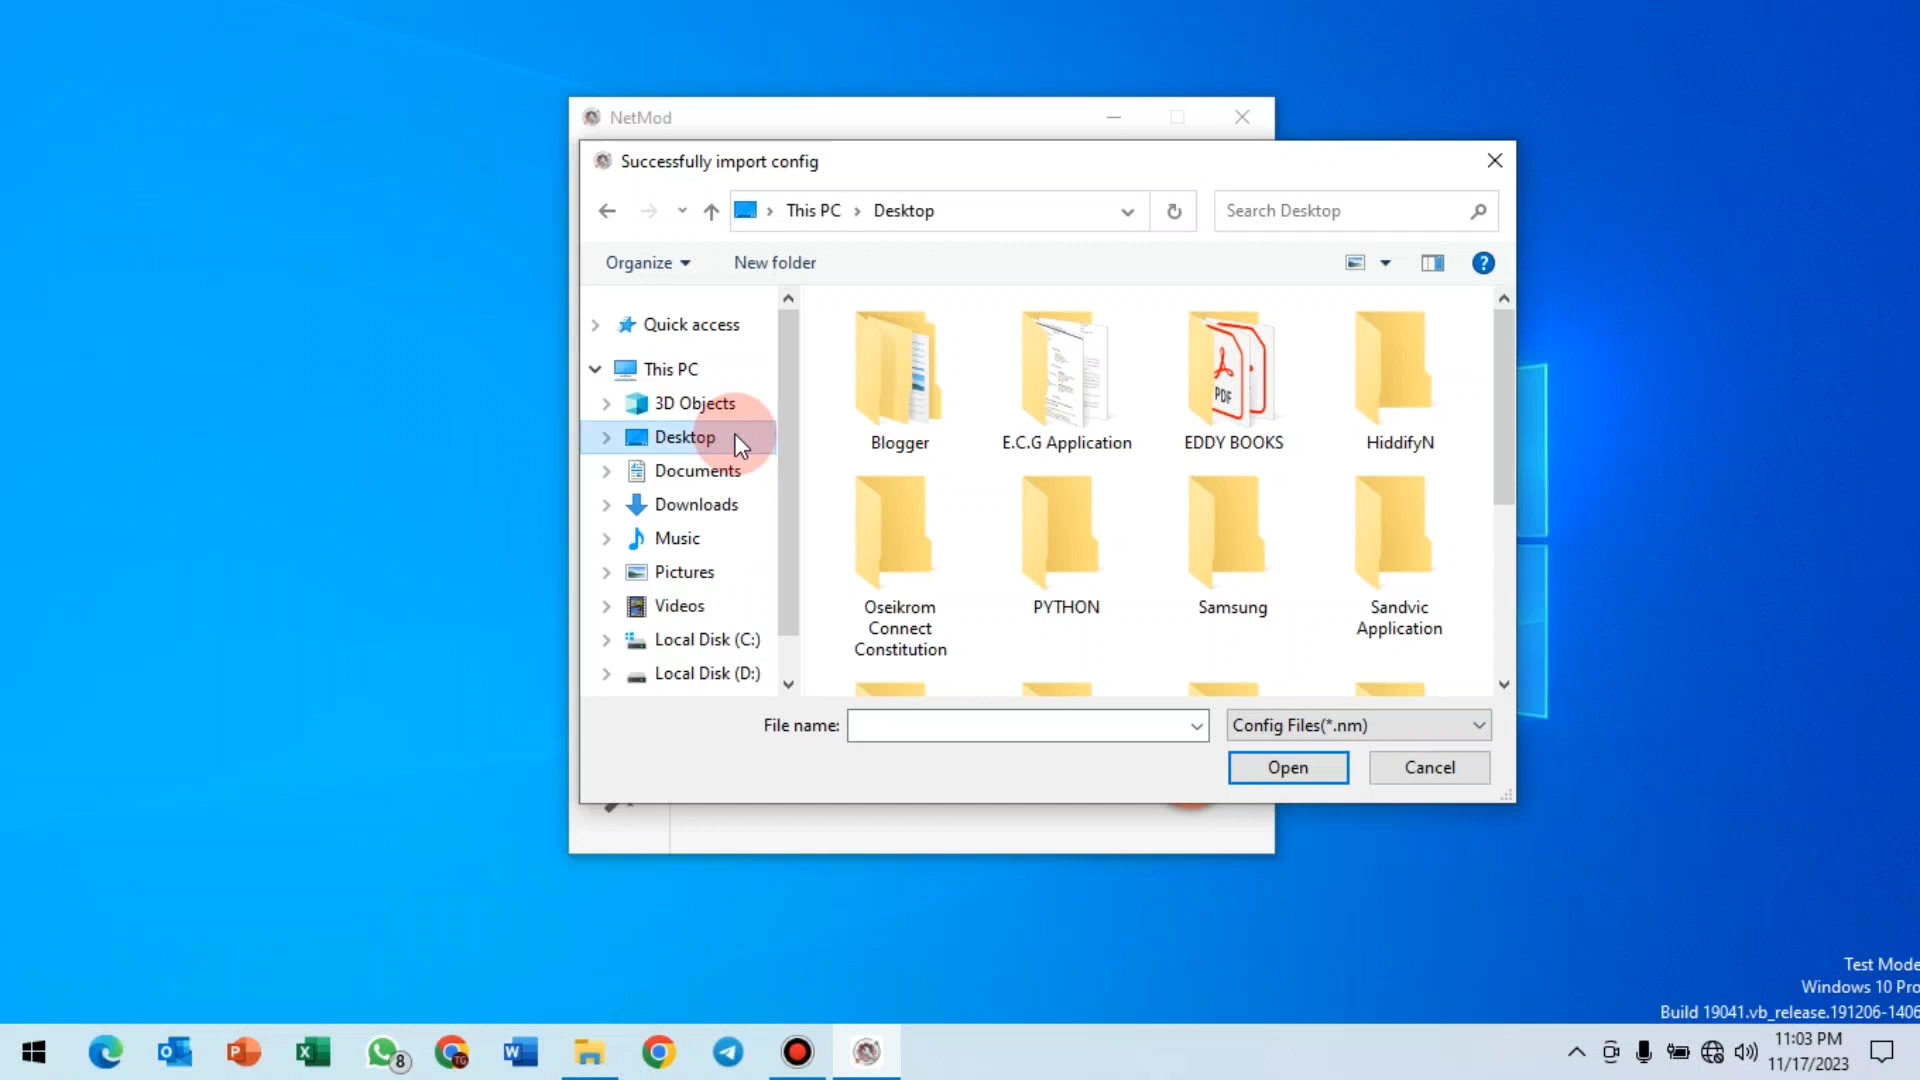 NetMod
Successfully import config
This PC
Desktop
Search Desktop
Organize
New folder
Quick access
This PC
3D Objects
Desktop
Documents
Downloads
Music
Pictures
Videos
Local Disk (C:)
Local Disk (D:)
Blogger
E.C.G Application
PDF
EDDY BOOKS
HiddifyN
Oseikrom
Connect
Constitution
PYTHON
Samsung
Sandvic
Application
File name:
Config Files(*.nm)
Open
Cancel
Test Mode
Windows 10 Pro
Build 19041.vb_release.191206-1406
8
TG
11:03 PM
11/17/2023